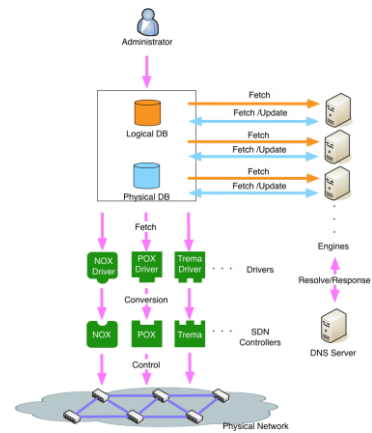 Administrator
Fetch
Fetch /Update
Logical DB
Fetch
Fetch /Update
Fetch
Physical DB
Fetch /Update
Fetch
Engines
NOX
Driver
POX
Driver
Trema
Driver
· · · Drivers
Resolve/Response
Conversion
NOX
POX
Trema
· · · SDN
Controllers
DNS Server
Control
Physical Network